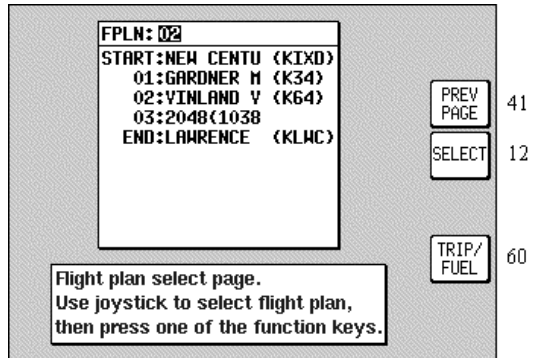 FPLN: 02
START:NEW CENTU (KIXD)
01:GARDNER M (K34)
02:VINLAND V (K64)
03:2048(1038
END:LAWRENCE (KLWC)
PREV
PAGE
41
SELECT
12
TRIP/
FUEL
60
Flight plan select page.
Use joystick to select flight plan,
then press one of the function keys.